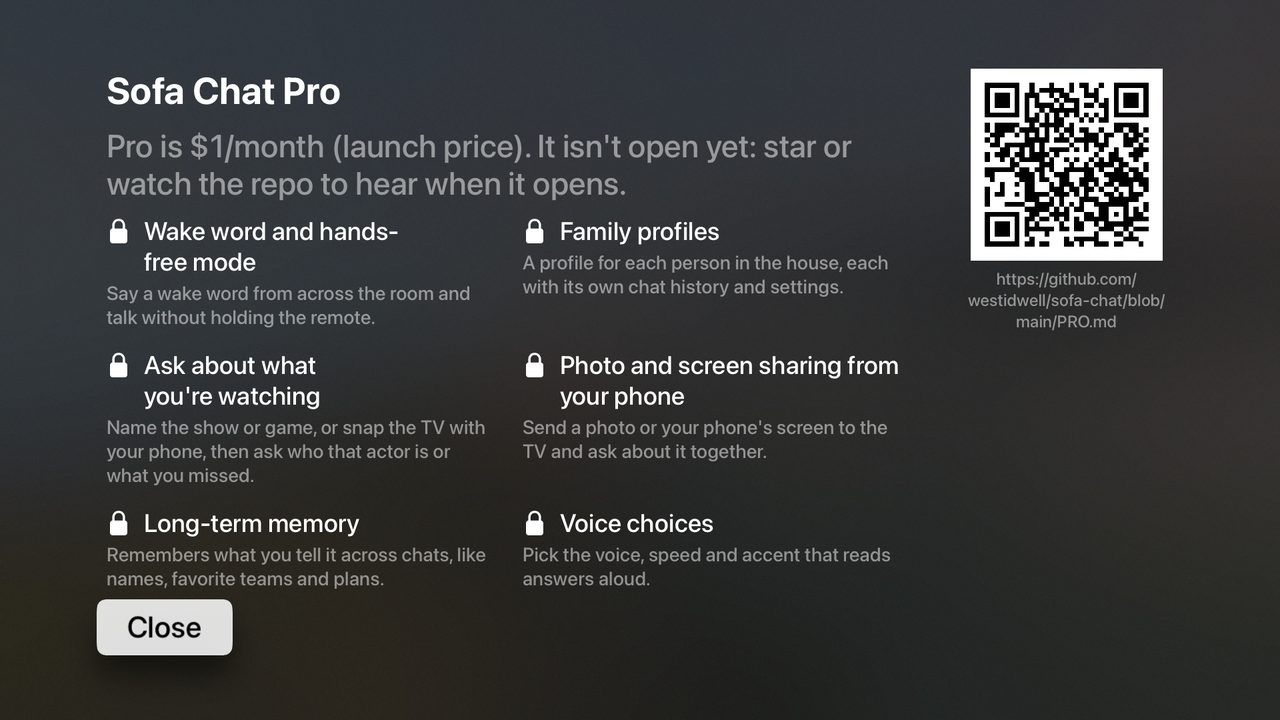 Sofa Chat Pro
Pro is $1/month (launch price). It isn't open yet: star or
watch the repo to hear when it opens.
Wake word and hands-
free mode
Say a wake word from across the room and
talk without holding the remote.
Family profiles
A profile for each person in the house, each
with its own chat history and settings.
Ask about what
you're watching
Name the show or game, or snap the TV with
your phone, then ask who that actor is or
what you missed.
Photo and screen sharing from
your phone
Send a photo or your phone's screen to the
TV and ask about it together.
Long-term memory
Remembers what you tell it across chats, like
names, favorite teams and plans.
Voice choices
Pick the voice, speed and accent that reads
answers aloud.
Close
https://github.com/
westidwell/sofa-chat/blob/
main/PRO.md